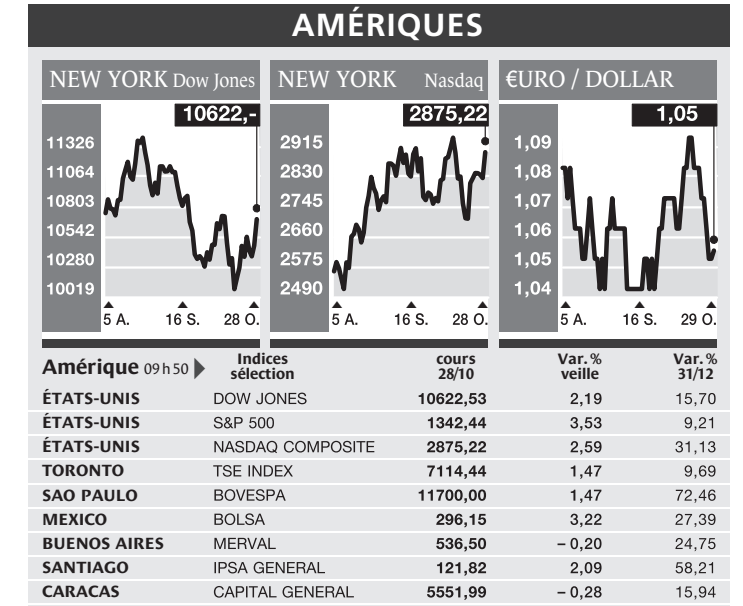 AMÉRIQUES
NEW YORK Dow Jones
10622,-
11326
11064
10803
10542
10280
10019
5 A. 16 S. 28 O.
NEW YORK Nasdaq
2875,22
2915
2830
2745
2660
2575
2490
5 A. 16 S. 28 O.
€URO / DOLLAR
1,05
1,09
1,08
1,07
1,06
1,05
1,04
5 A. 16 S. 29 O.
Amérique 09h50 Indices sélection cours 28/10 Var. % veille Var. % 31/12
ÉTATS-UNIS DOW JONES 10622,53 2,19 15,70
ÉTATS-UNIS S&P 500 1342,44 3,53 9,21
ÉTATS-UNIS NASDAQ COMPOSITE 2875,22 2,59 31,13
TORONTO TSE INDEX 7114,44 1,47 9,69
SAO PAULO BOVESPA 11700,00 1,47 72,46
MEXICO BOLSA 296,15 3,22 27,39
BUENOS AIRES MERVAL 536,50 – 0,20 24,75
SANTIAGO IPSA GENERAL 121,82 2,09 58,21
CARACAS CAPITAL GENERAL 5551,99 – 0,28 15,94